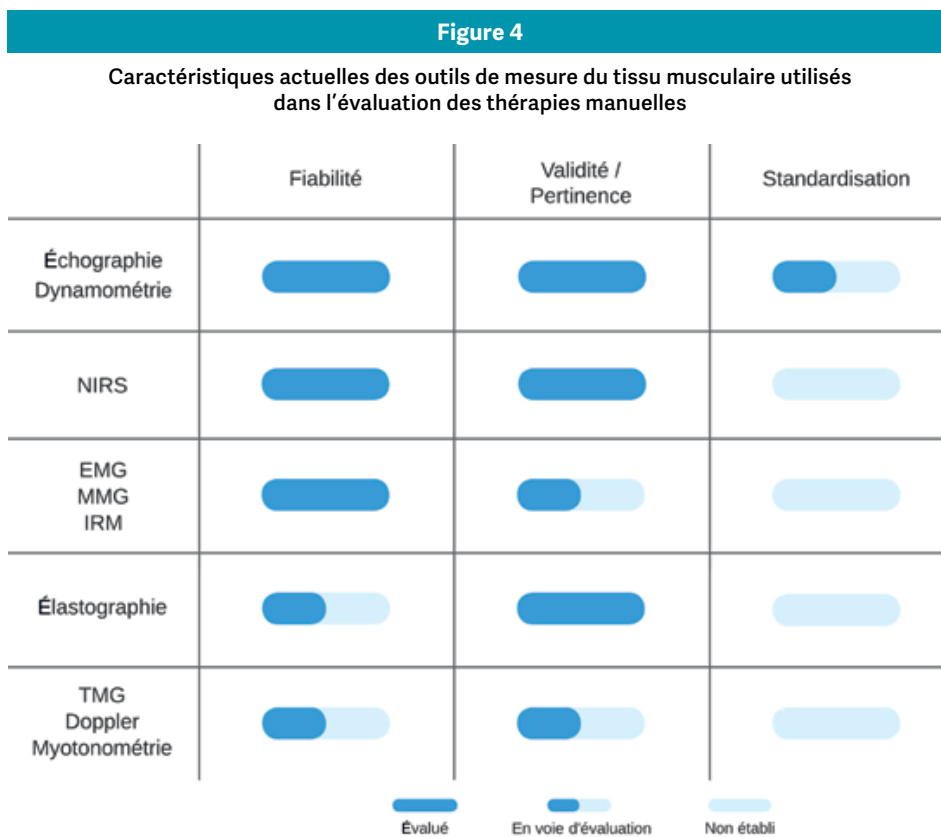 Figure 4
Caractéristiques actuelles des outils de mesure du tissu musculaire utilisés
dans l'évaluation des thérapies manuelles
Fiabilité
Validité /
Pertinence
Standardisation
Échographie
Dynamométrie
NIRS
EMG
MMG
IRM
Élastographie
TMG
Doppler
Myotonométrie
Évalué
En voie d'évaluation
Non établi